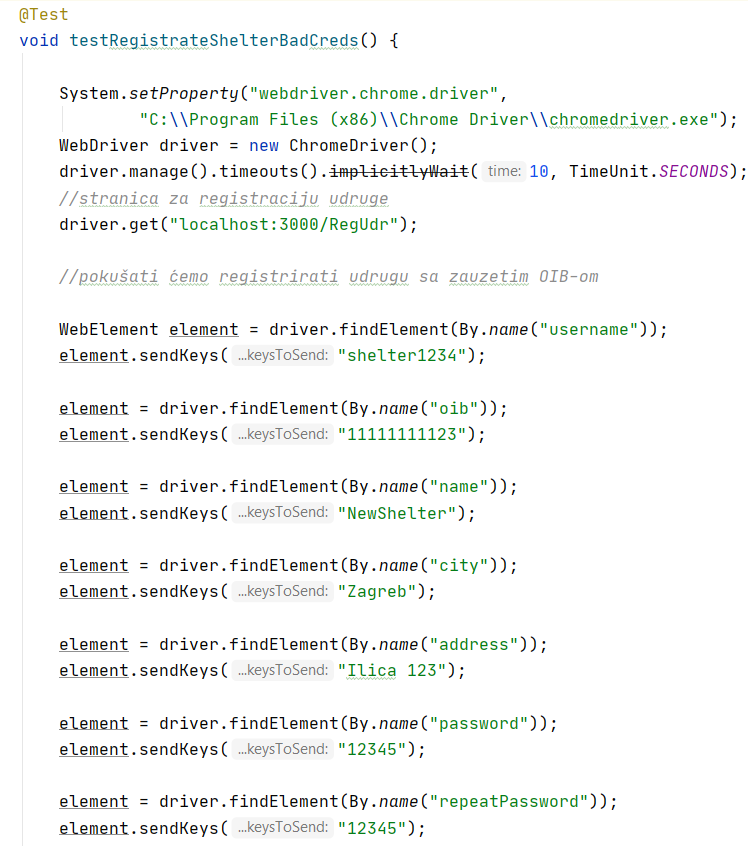 @Test
void testRegistrateShelterBadCreds() {
System.setProperty("webdriver.chrome.driver",
"C:\\Program Files (x86)\\Chrome Driver\\chromedriver.exe");
WebDriver driver = new ChromeDriver();
driver.manage().timeouts().implicitlyWait( time: 10, TimeUnit.SECONDS);
//stranica za registraciju udruge
driver.get("localhost:3000/RegUdr");
//pokušati ćemo registrirati udrugu sa zauzetim OIB-om
WebElement element = driver.findElement(By.name("username"));
element.sendKeys( ...keysToSend: "shelter1234");
element = driver.findElement(By.name("oib"));
element.sendKeys( ...keysToSend: "11111111123");
element = driver.findElement(By.name("name"));
element.sendKeys( ...keysToSend: "NewShelter");
element = driver.findElement(By.name("city"));
element.sendKeys( ...keysToSend: "Zagreb");
element = driver.findElement(By.name("address"));
element.sendKeys( ...keysToSend: "Ilica 123");
element = driver.findElement(By.name("password"));
element.sendKeys( ...keysToSend: "12345");
element = driver.findElement(By.name("repeatPassword"));
element.sendKeys( ...keysToSend: "12345");